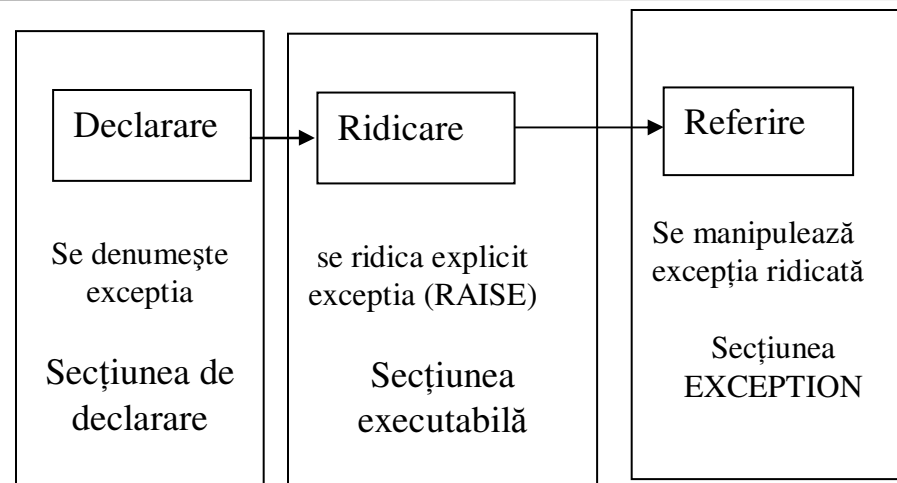 Declarare
Se denumeşte
exceptia
Secţiunea de
declarare
Ridicare
se ridica explicit
exceptia (RAISE)
Secţiunea
executabilă
Referire
Se manipulează
excepţia ridicată
Secţiunea
EXCEPTION